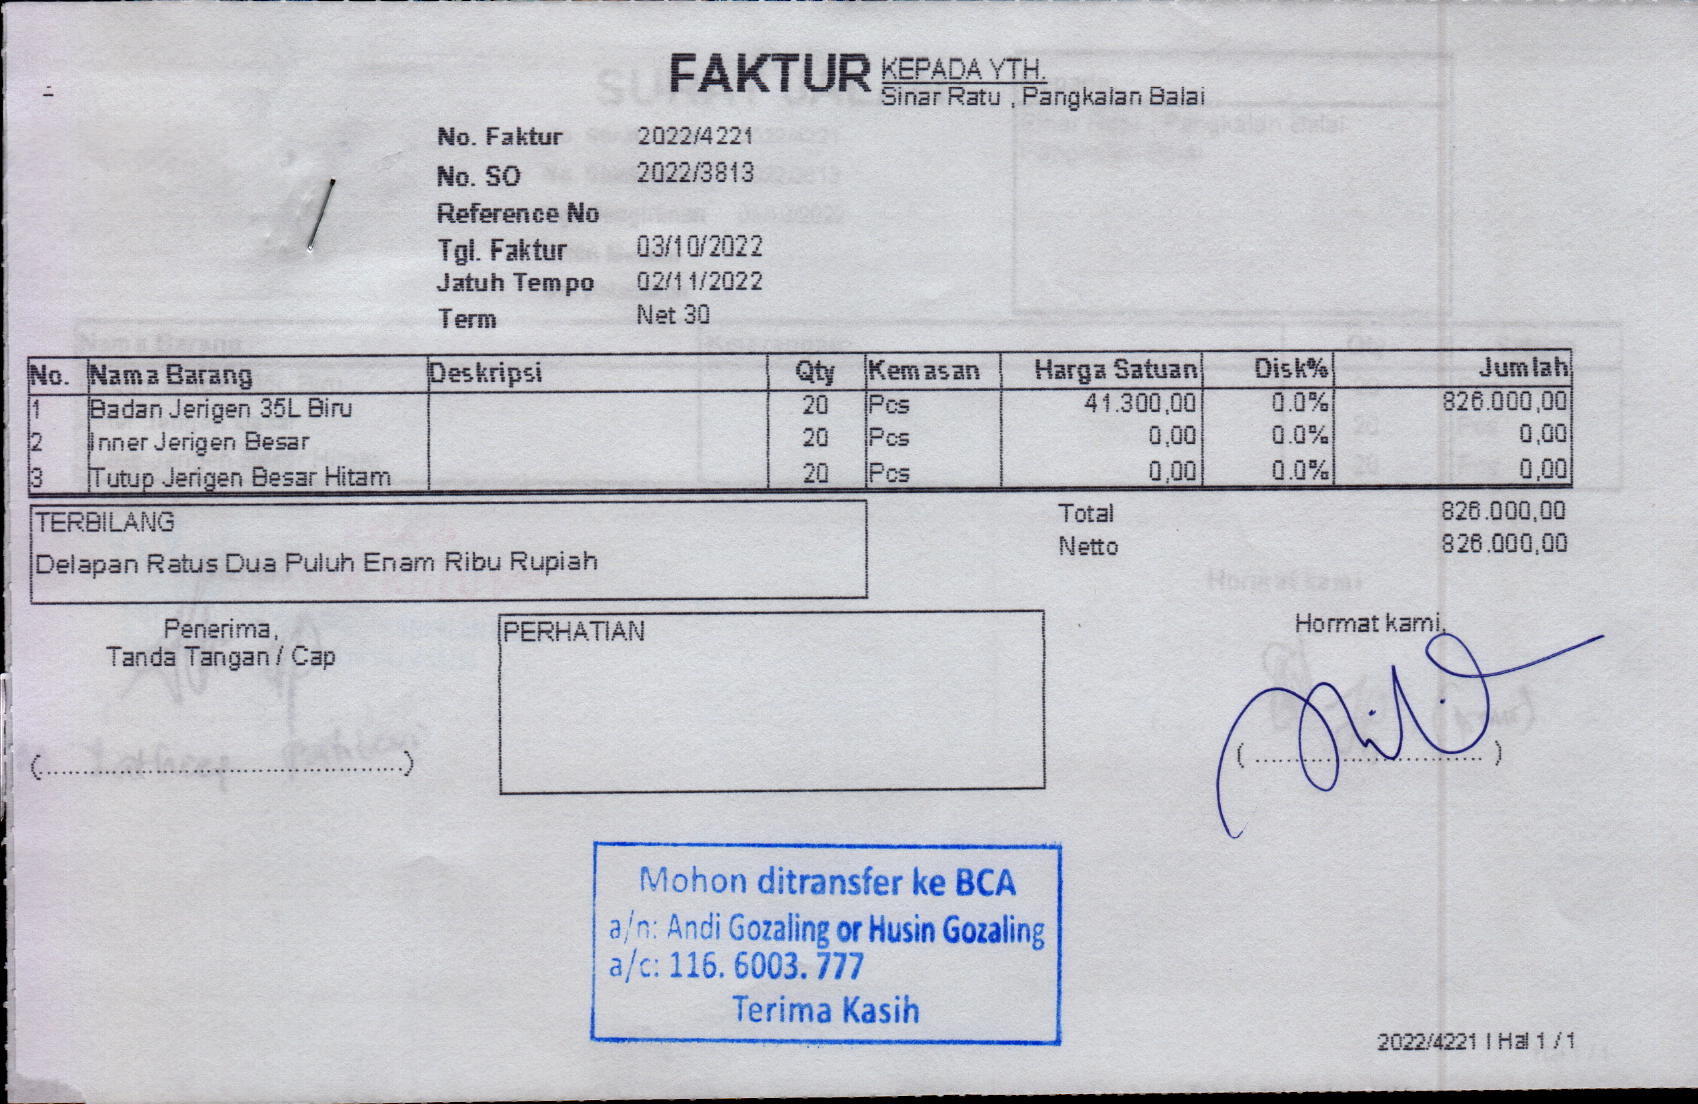 FAKTUR
KEPADA YTH.
Sinar Ratu , Pangkalan Balai
No. Faktur 2022/4221
No. SO 2022/3813
Reference No
Tgl. Faktur 03/10/2022
Jatuh Tempo 02/11/2022
Term Net 30
No. Nama Barang Deskripsi Qty Kemasan Harga Satuan Disk% Jumlah
1 Badan Jerigen 35L Biru 20 Pcs 41.300,00 0.0% 826.000,00
2 Inner Jerigen Besar 20 Pcs 0,00 0.0% 0,00
3 Tutup Jerigen Besar Hitam 20 Pcs 0,00 0.0% 0,00
TERBILANG
Delapan Ratus Dua Puluh Enam Ribu Rupiah
Total 826.000,00
Netto 826.000,00
Penerima,
Tanda Tangan / Cap
(....................................................)
PERHATIAN
Hormat kami,
( ................................ )
Mohon ditransfer ke BCA
a/n: Andi Gozaling or Husin Gozaling
a/c: 116. 6003. 777
Terima Kasih
2022/4221 | Hal 1 / 1